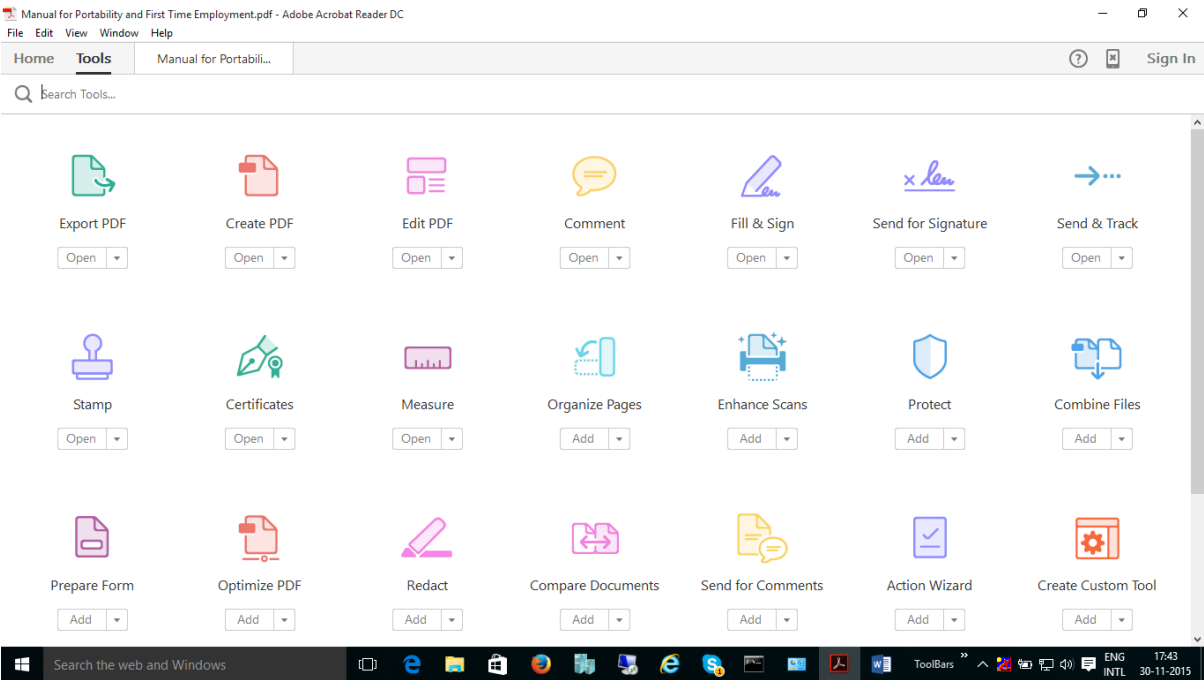 Manual for Portability and First Time Employment.pdf - Adobe Acrobat Reader DC
File Edit View Window Help
Home Tools Manual for Portabili... Sign In
Search Tools...
Export PDF Create PDF Edit PDF Comment Fill & Sign Send for Signature Send & Track
Open Open Open Open Open Open Open
Stamp Certificates Measure Organize Pages Enhance Scans Protect Combine Files
Open Open Open Add Add Add Add
Prepare Form Optimize PDF Redact Compare Documents Send for Comments Action Wizard Create Custom Tool
Add Add Add Add Add Add Add
Search the web and Windows ToolBars ENG 17:43
INTL 30-11-2015